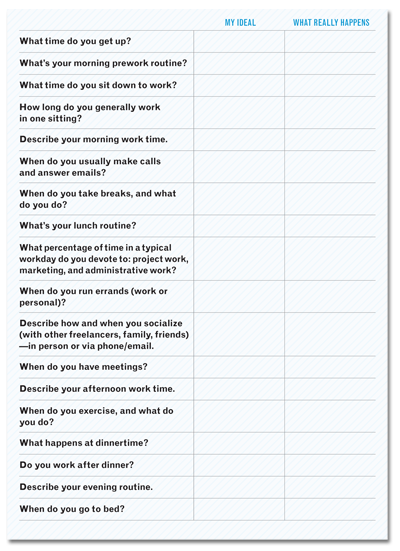 MY IDEAL WHAT REALLY HAPPENS
What time do you get up?
What's your morning prework routine?
What time do you sit down to work?
How long do you generally work
in one sitting?
Describe your morning work time.
When do you usually make calls
and answer emails?
When do you take breaks, and what
do you do?
What's your lunch routine?
What percentage of time in a typical
workday do you devote to: project work,
marketing, and administrative work?
When do you run errands (work or
personal)?
Describe how and when you socialize
(with other freelancers, family, friends)
—in person or via phone/email.
When do you have meetings?
Describe your afternoon work time.
When do you exercise, and what do
you do?
What happens at dinnertime?
Do you work after dinner?
Describe your evening routine.
When do you go to bed?